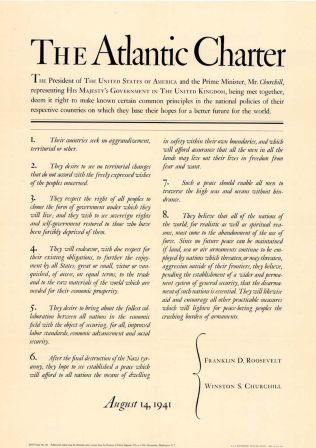 THE Atlantic Charter
THE President of THE UNITED STATES OF AMERICA and the Prime Minister, Mr. Churchill,
representing HIS MAJESTY'S GOVERNMENT IN THE UNITED KINGDOM, being met together,
deem it right to make known certain common principles in the national policies of their
respective countries on which they base their hopes for a better future for the world.
1. Their countries seek no aggrandizement,
territorial or other.
2. They desire to see no territorial changes
that do not accord with the freely expressed wishes
of the peoples concerned.
3. They respect the right of all peoples to
choose the form of government under which they
will live; and they wish to see sovereign rights
and self-government restored to those who have
been forcibly deprived of them.
4. They will endeavor, with due respect for
their existing obligations, to further the enjoy-
ment by all States, great or small, victor or van-
quished, of access, on equal terms, to the trade
and to the raw materials of the world which are
needed for their economic prosperity.
5. They desire to bring about the fullest col-
laboration between all nations in the economic
field with the object of securing, for all, improved
labor standards, economic advancement and social
security.
6. After the final destruction of the Nazi tyr-
anny, they hope to see established a peace which
will afford to all nations the means of dwelling
in safety within their own boundaries, and which
will afford assurance that all the men in all the
lands may live out their lives in freedom from
fear and want.
7. Such a peace should enable all men to
traverse the high seas and oceans without hin-
drance.
8. They believe that all of the nations of
the world, for realistic as well as spiritual rea-
sons, must come to the abandonment of the use of
force. Since no future peace can be maintained
if land, sea or air armaments continue to be em-
ployed by nations which threaten, or may threaten,
aggression outside of their frontiers, they believe,
pending the establishment of a wider and perma-
nent system of general security, that the disarma-
ment of such nations is essential. They will likewise
aid and encourage all other practicable measures
which will lighten for peace-loving peoples the
crushing burden of armaments.
FRANKLIN D. ROOSEVELT
WINSTON S. CHURCHILL
August 14, 1941